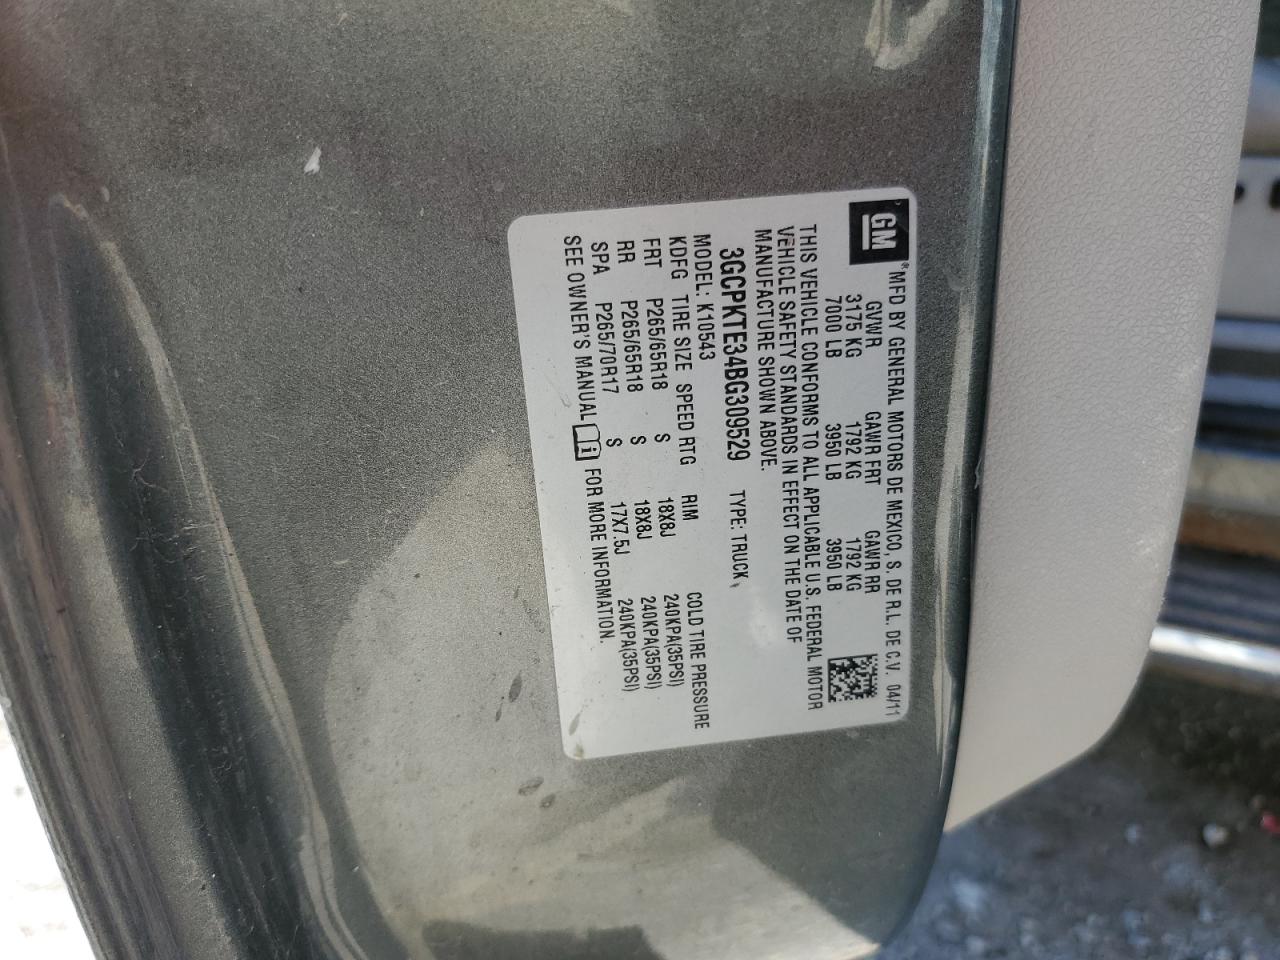 GM® MFD BY GENERAL MOTORS DE MEXICO, S. DE R.L. DE C.V. 04/11
GVWR GAWR FRT GAWR RR
3175 KG 1792 KG 1792 KG
7000 LB 3950 LB 3950 LB
THIS VEHICLE CONFORMS TO ALL APPLICABLE U.S. FEDERAL MOTOR
VEHICLE SAFETY STANDARDS IN EFFECT ON THE DATE OF
MANUFACTURE SHOWN ABOVE.
3GCPKTE34BG309529 TYPE: TRUCK
MODEL: K10543
KDFG TIRE SIZE SPEED RTG RIM COLD TIRE PRESSURE
FRT P265/65R18 S 18X8J 240KPA(35PSI)
RR P265/65R18 S 18X8J 240KPA(35PSI)
SPA P265/70R17 S 17X7.5J 240KPA(35PSI)
SEE OWNER'S MANUAL i FOR MORE INFORMATION.